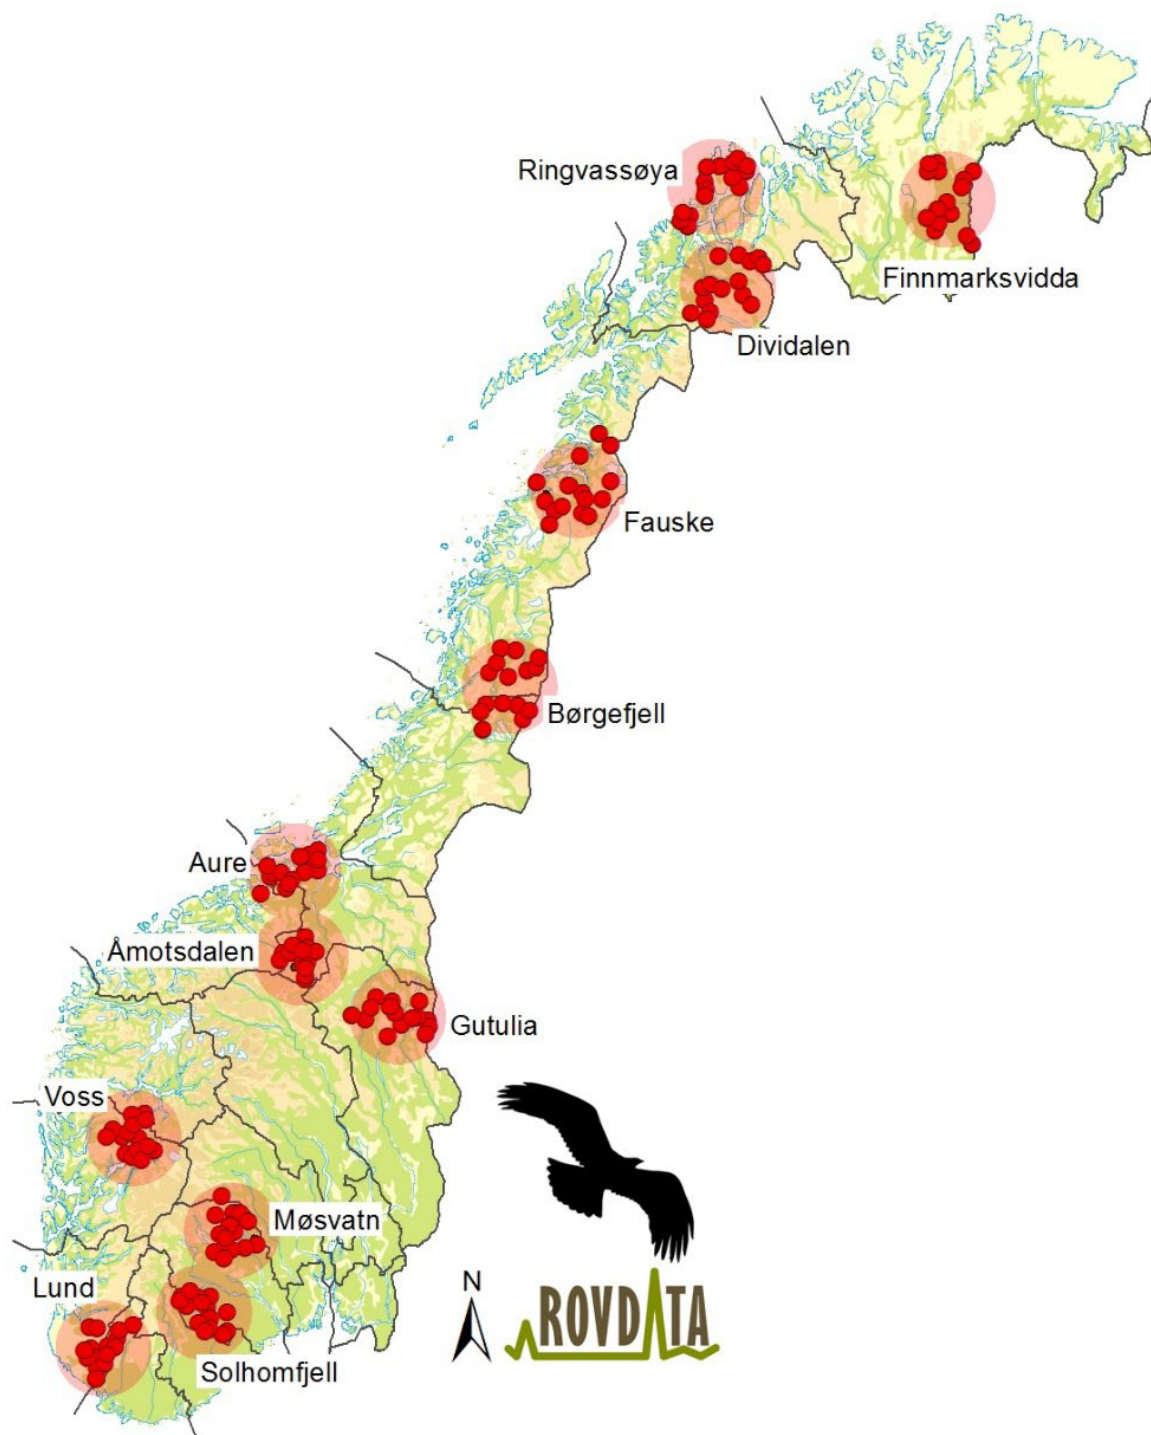 Ringvassøya
Finnmarksvidda
Dividalen
Fauske
Børgefjell
Aure
Åmotsdalen
Gutulia
Voss
Møsvatn
Lund
Solhomfjell
N
ROVDATA